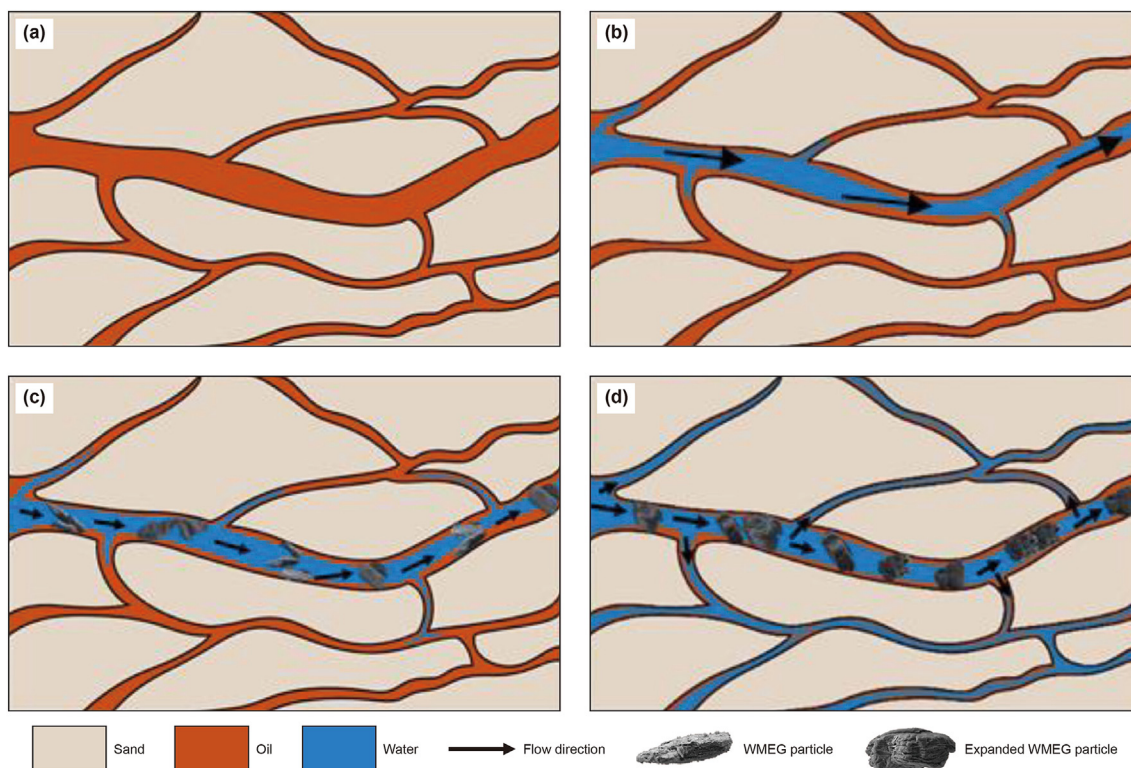 (a)
(b)
(c)
(d)
Sand
Oil
Water
Flow direction
WMEG particle
Expanded WMEG particle